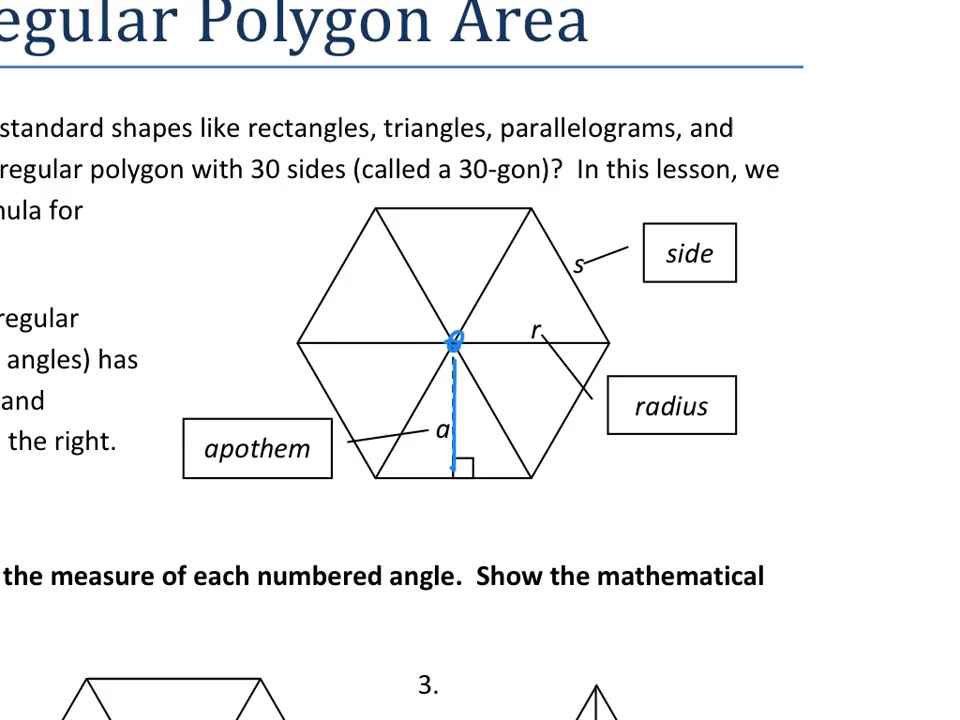 egular Polygon Area
standard shapes like rectangles, triangles, parallelograms, and
regular polygon with 30 sides (called a 30-gon)? In this lesson, we
ula for
s
side
regular
r
angles) has
and
radius
a
the right.
apothem
the measure of each numbered angle. Show the mathematical
3.